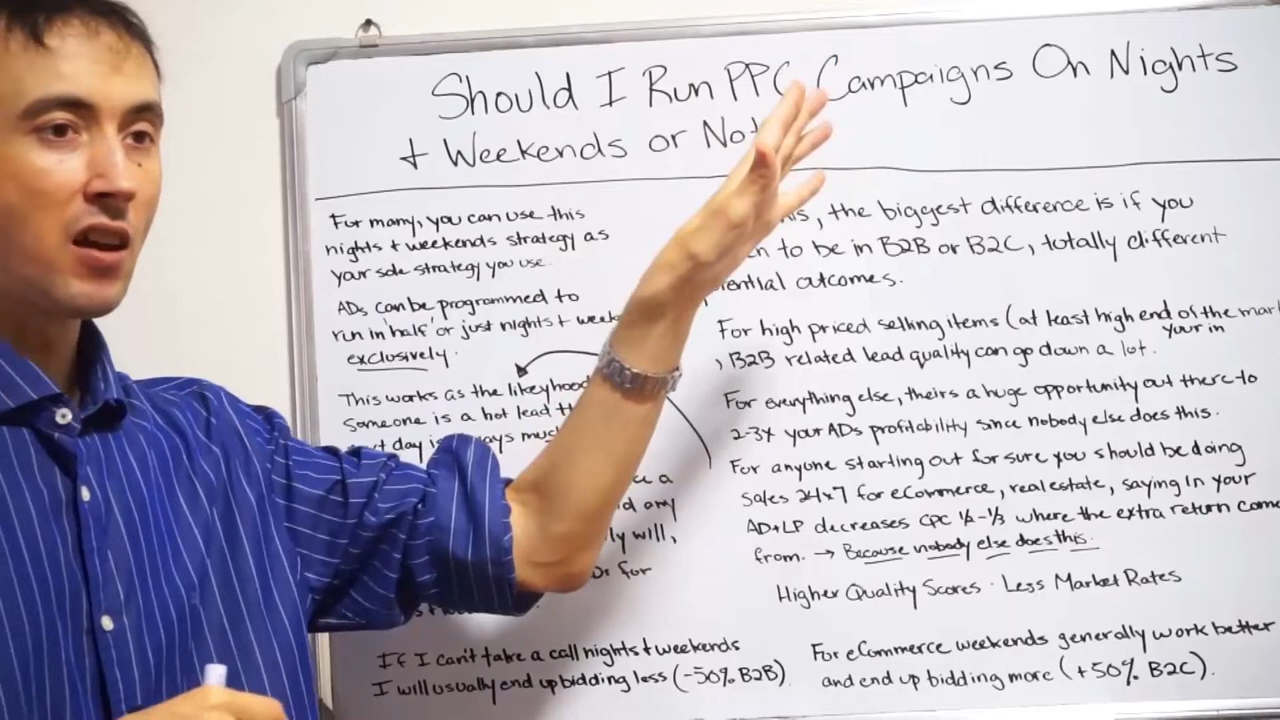 Should I Run PPC Campaigns On Nights
+ Weekends or Not
For many, you can use this
nights + weekends strategy as
your sole strategy you use.
ADs can be programmed to
run in 'half' or just nights + week
exclusively.
This works as the likeyhood
Someone is a hot lead
day is
a
any
will,
Or for
If I can't take a call nights + weekends
I will usually end up bidding less (-50% B2B)
, the biggest difference is if you
to be in B2B or B2C, totally different
outcomes.
For high priced selling items (at least high end of the mar
your in
, B2B related lead quality can go down a lot.
For everything else, theirs a huge opportunity out there to
2-3x your ADs profitability since nobody else does this.
For anyone starting out for sure you should be doing
Sales 24x7 for eCommerce, real estate, saying in your
AD+LP decreases CPC 1/2-1/3 where the extra return come
from. → Because nobody else does this.
Higher Quality Scores · Less Market Rates
For eCommerce weekends generally work better
and end up bidding more (+50% B2C).